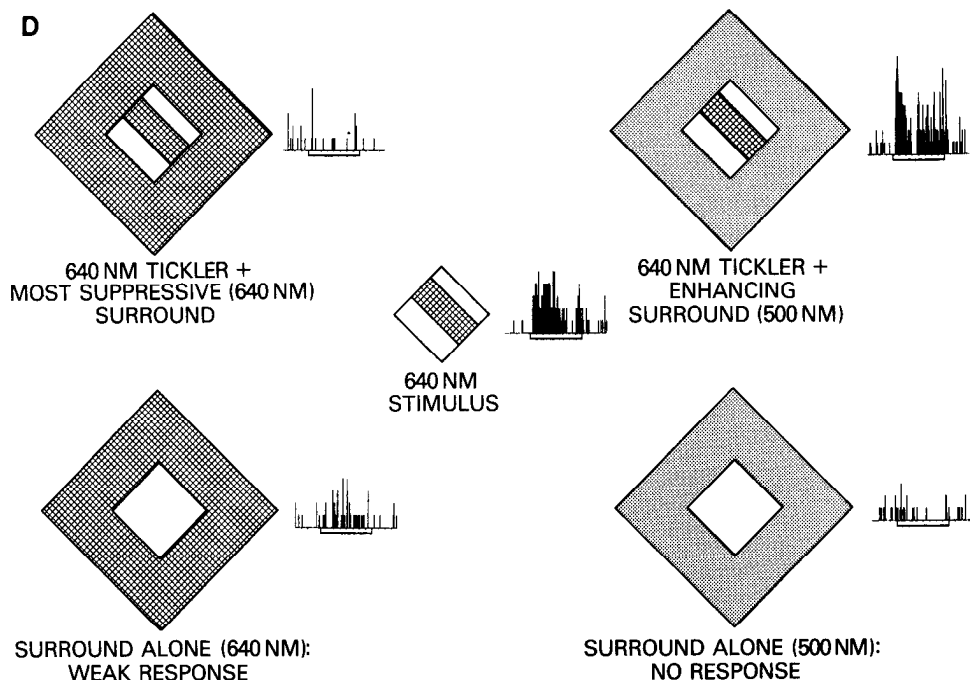 D
640 NM TICKLER +
MOST SUPPRESSIVE (640 NM)
SURROUND
640 NM TICKLER +
ENHANCING
SURROUND (500 NM)
640 NM
STIMULUS
SURROUND ALONE (640 NM):
WEAK RESPONSE
SURROUND ALONE (500 NM):
NO RESPONSE